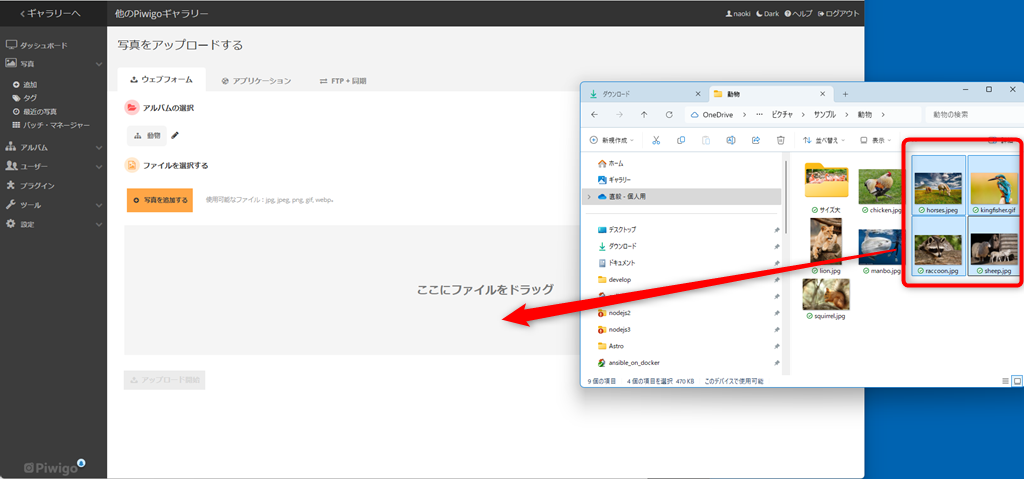 ギャラリーへ
他のPiwigoギャラリー
naoki Dark ヘルプ ログアウト
ダッシュボード
写真
追加
タグ
最近の写真
バッチ・マネージャー
アルバム
ユーザー
プラグイン
ツール
設定
Piwigo
写真をアップロードする
ウェブフォーム アプリケーション FTP + 同期
アルバムの選択
動物
ファイルを選択する
写真を追加する 使用可能なファイル : jpg, jpeg, png, gif, webp。
ここにファイルをドラッグ
アップロード開始
ダウンロード 動物
OneDrive ピクチャ サンプル 動物 動物の検索
新規作成 並べ替え 表示
ホーム
ギャラリー
直毅 - 個人用
デスクトップ
ダウンロード
ドキュメント
develop
nodejs2
nodejs3
Astro
ansible_on_docker
サイズ大 chicken.jpg horses.jpeg kingfisher.gif
lion.jpg manbo.jpg raccoon.jpg sheep.jpg
squirrel.jpg
9 個の項目 4 個の項目を選択 470 KB このデバイスで使用可能